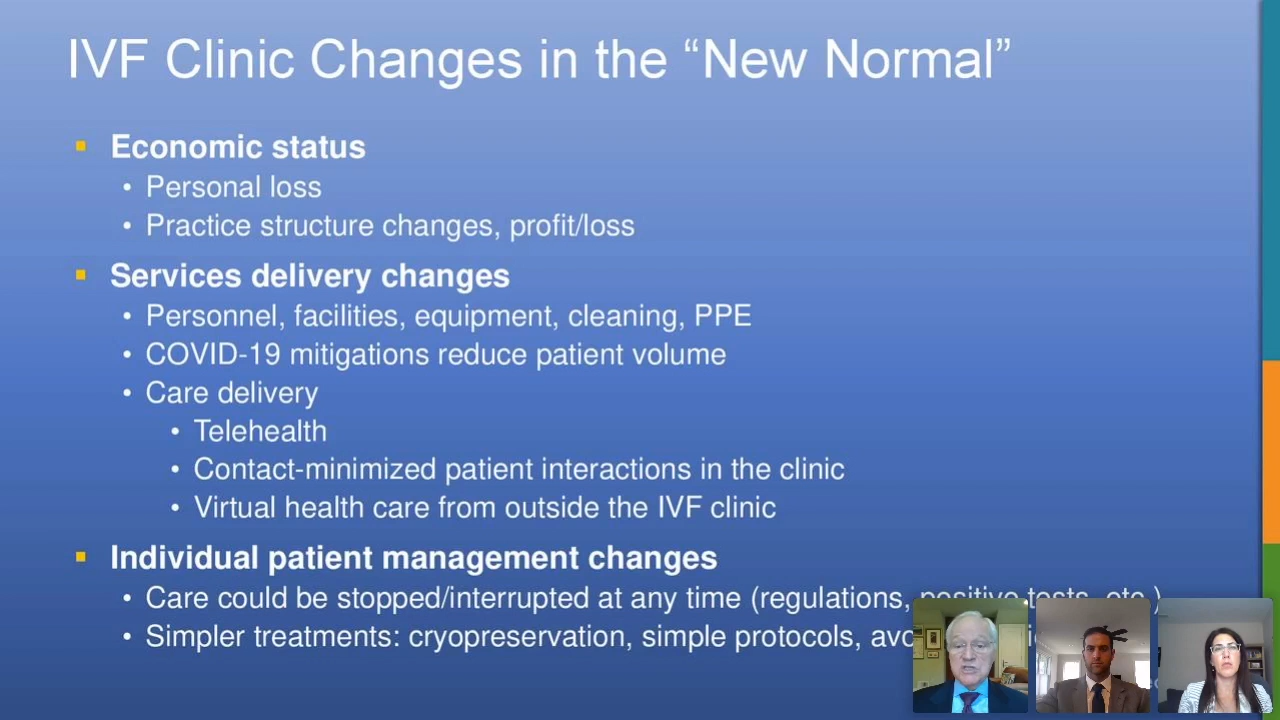 IVF Clinic Changes in the “New Normal”
▪ Economic status
• Personal loss
• Practice structure changes, profit/loss
▪ Services delivery changes
• Personnel, facilities, equipment, cleaning, PPE
• COVID-19 mitigations reduce patient volume
• Care delivery
• Telehealth
• Contact-minimized patient interactions in the clinic
• Virtual health care from outside the IVF clinic
▪ Individual patient management changes
• Care could be stopped/interrupted at any time (regulations, positive tests, etc.)
• Simpler treatments: cryopreservation, simple protocols,